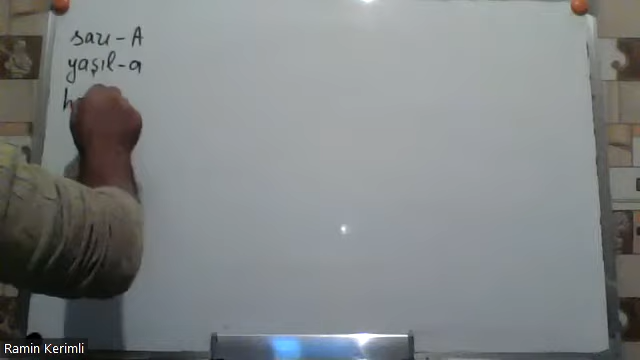 sarı - A
yaşıl - a
h
Ramin Kerimli